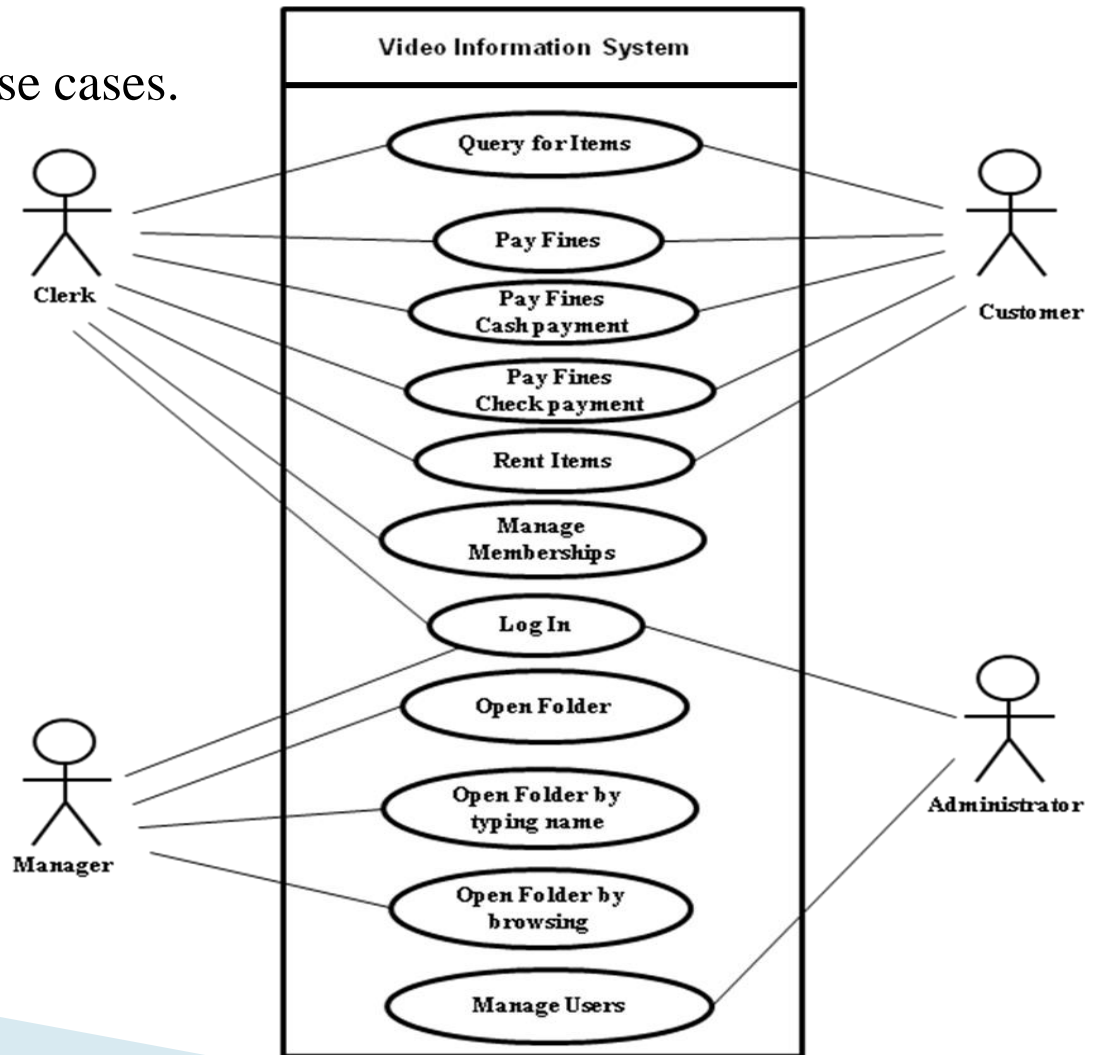 Video Information System
se cases.
Query for Items
Pay Fines
Clerk
Pay Fines
Cash payment
Customer
Pay Fines
Check payment
Rent Items
Manage
Memberships
Log In
Open Folder
Open Folder by
typing name
Administrator
Manager
Open Folder by
browsing
Manage Users